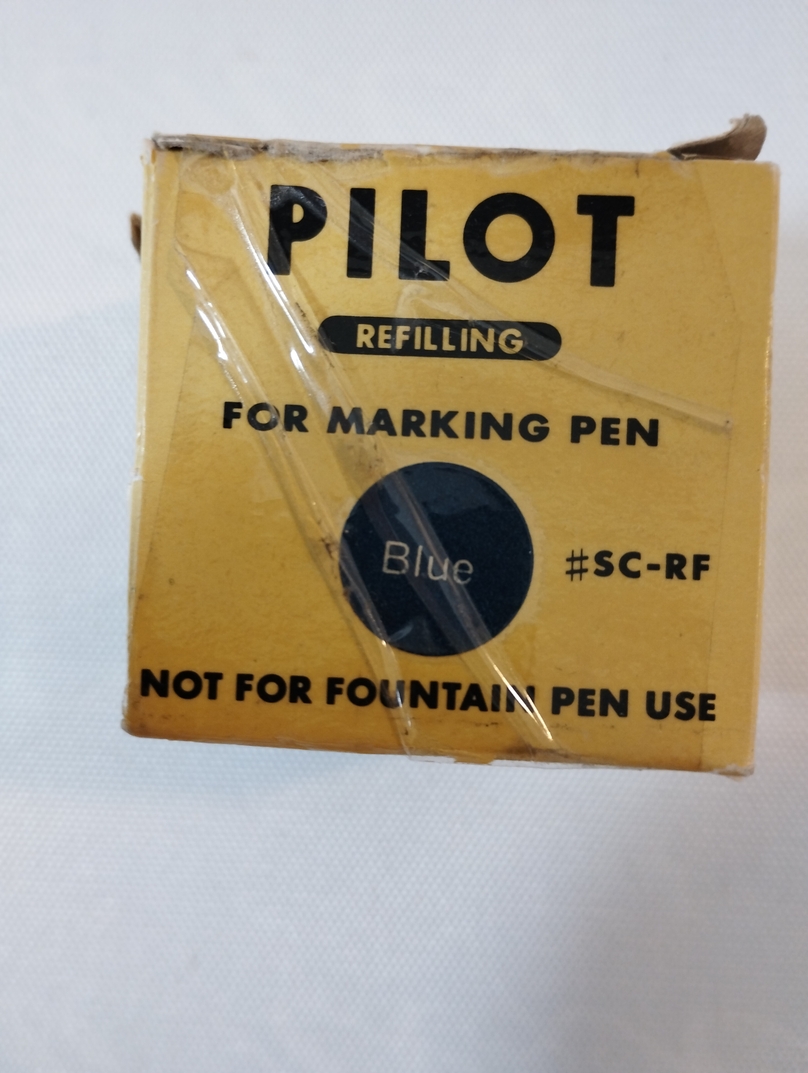 PILOT
REFILLING
FOR MARKING PEN
Blue
#SC-RF
NOT FOR FOUNTAIN PEN USE